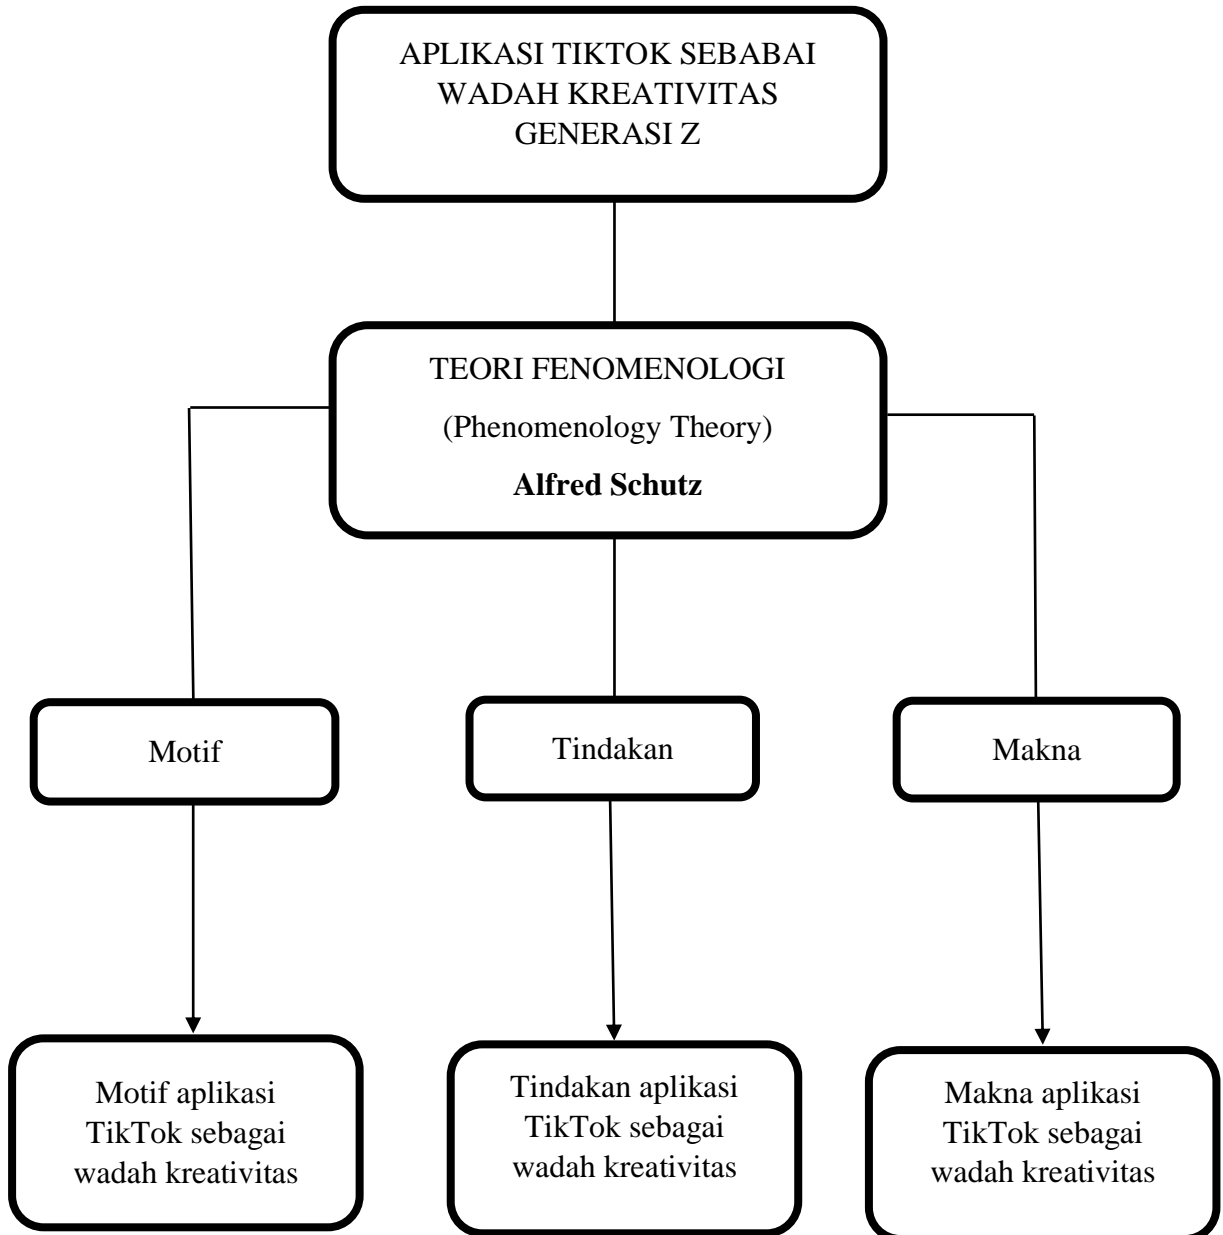 APLIKASI TIKTOK SEBABAI
WADAH KREATIVITAS
GENERASI Z
TEORI FENOMENOLOGI
(Phenomenology Theory)
Alfred Schutz
Motif
Tindakan
Makna
Motif aplikasi
TikTok sebagai
wadah kreativitas
Tindakan aplikasi
TikTok sebagai
wadah kreativitas
Makna aplikasi
TikTok sebagai
wadah kreativitas